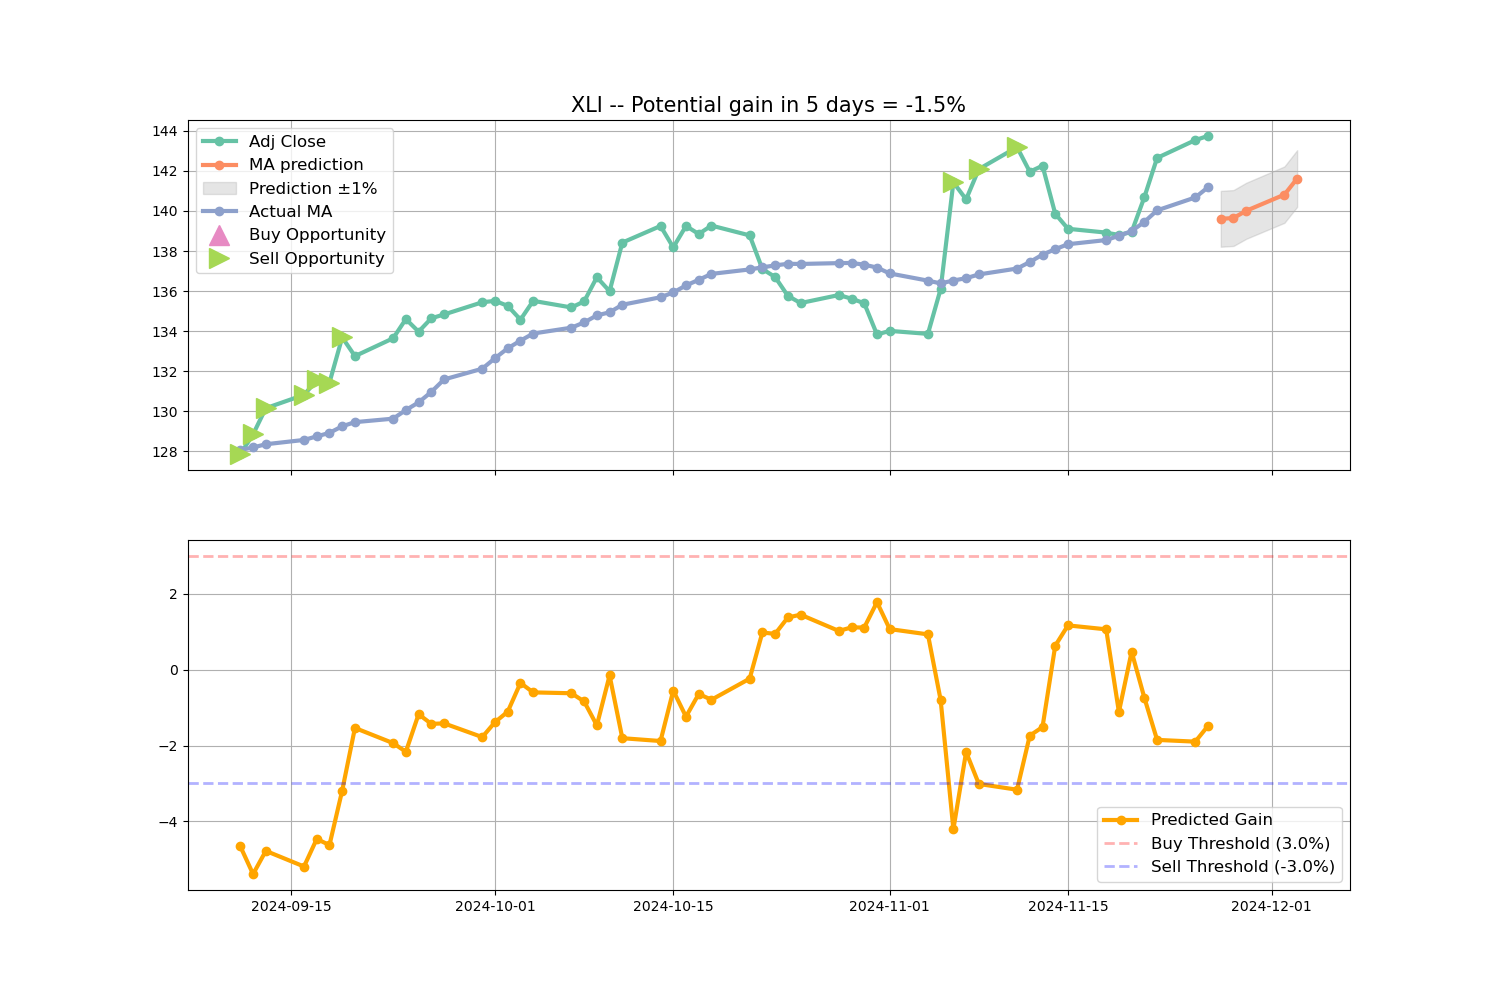 XLI -- Potential gain in 5 days = -1.5%
144
142
140
138
136
134
132
130
128
Adj Close
MA prediction
Prediction ±1%
Actual MA
Buy Opportunity
Sell Opportunity
2
0
−2
−4
Predicted Gain
Buy Threshold (3.0%)
Sell Threshold (-3.0%)
2024-09-15
2024-10-01
2024-10-15
2024-11-01
2024-11-15
2024-12-01